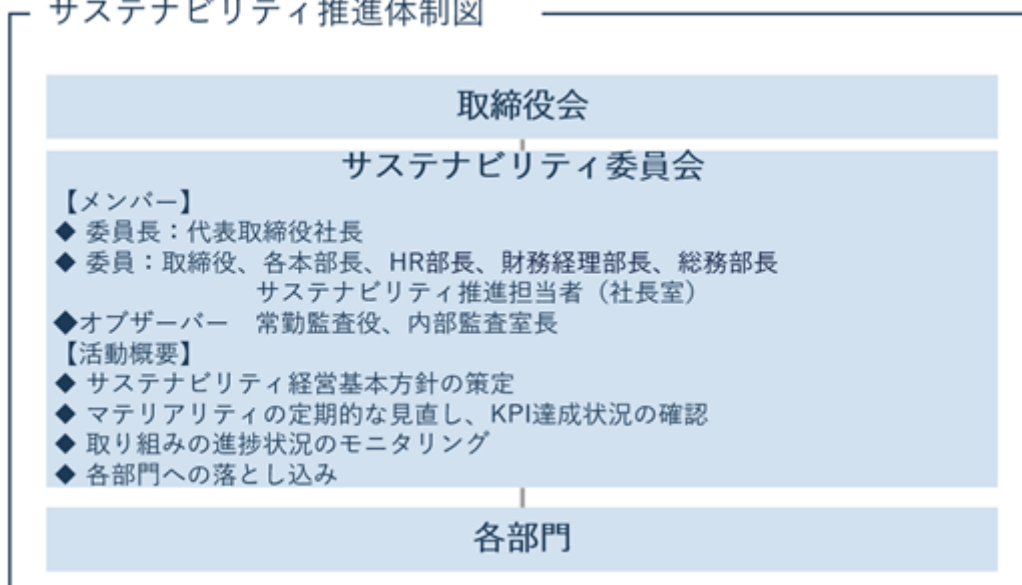 サステナビリティ推進体制図
取締役会
サステナビリティ委員会
【メンバー】
◆ 委員長：代表取締役社長
◆ 委員：取締役、各本部長、HR部長、財務経理部長、総務部長
サステナビリティ推進担当者（社長室）
◆オブザーバー　常勤監査役、内部監査室長
【活動概要】
◆ サステナビリティ経営基本方針の策定
◆ マテリアリティの定期的な見直し、KPI達成状況の確認
◆ 取り組みの進捗状況のモニタリング
◆ 各部門への落とし込み
各部門